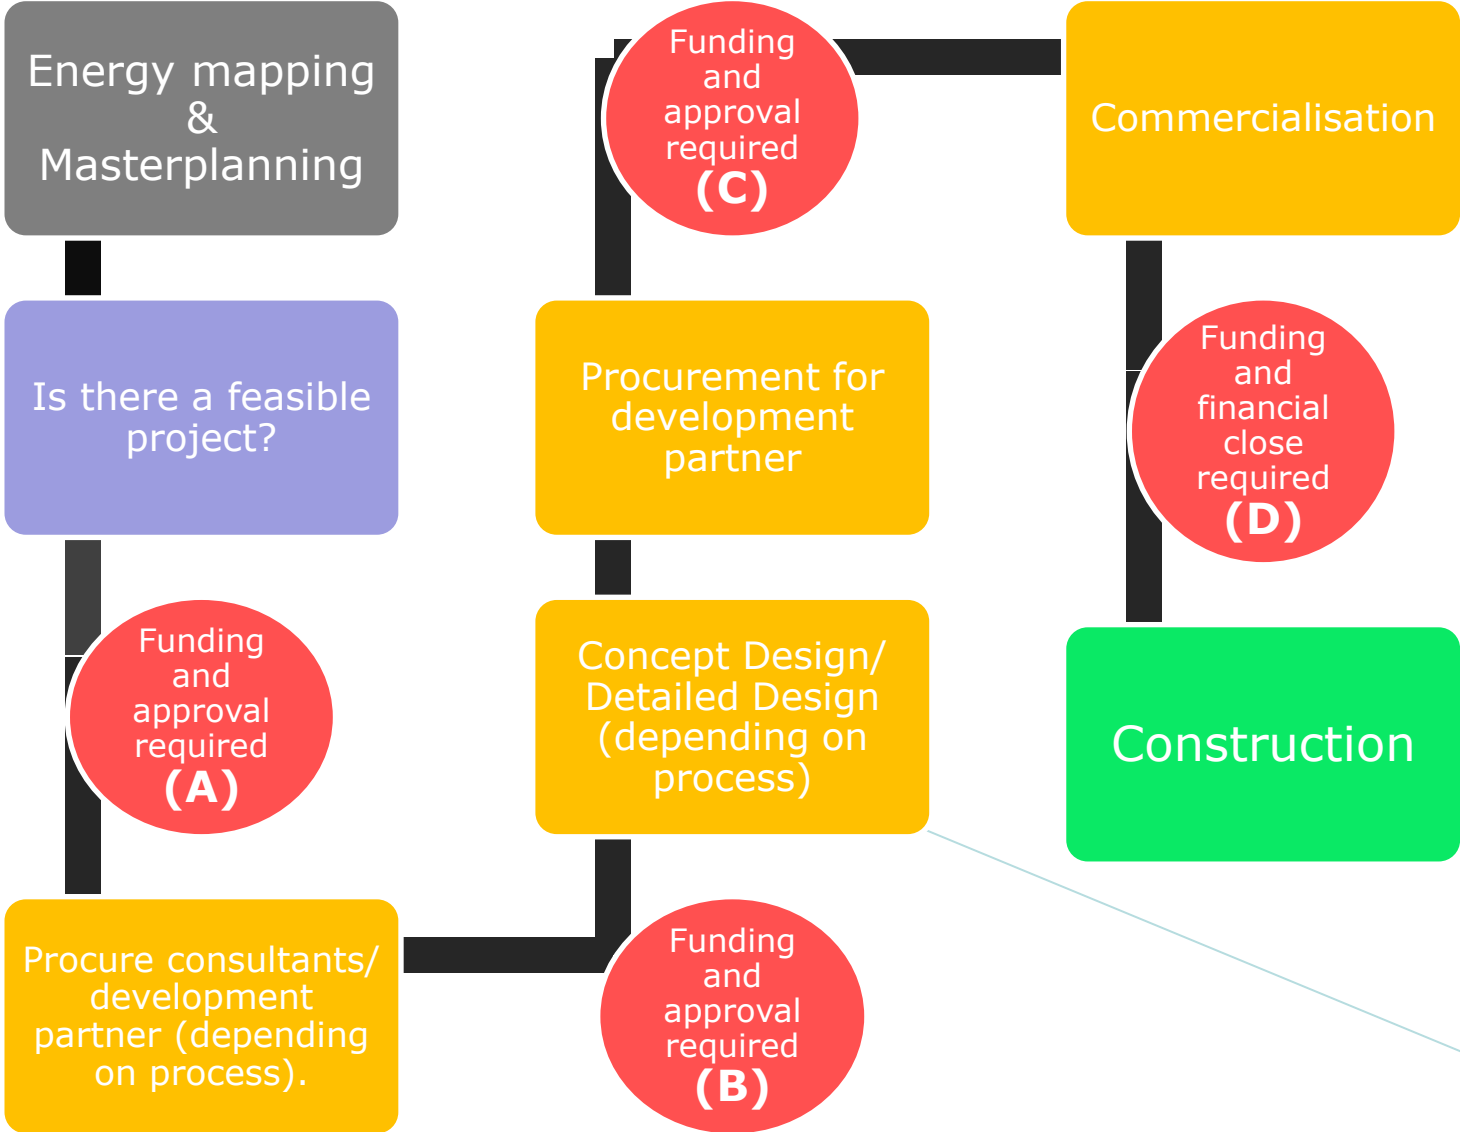 Energy mapping
&
Masterplanning
Is there a feasible
project?
Funding
and
approval
required
(A)
Procure consultants/
development
partner (depending
on process).
Funding
and
approval
required
(B)
Concept Design/
Detailed Design
(depending on
process)
Procurement for
development
partner
Funding
and
approval
required
(C)
Commercialisation
Funding
and
financial
close
required
(D)
Construction